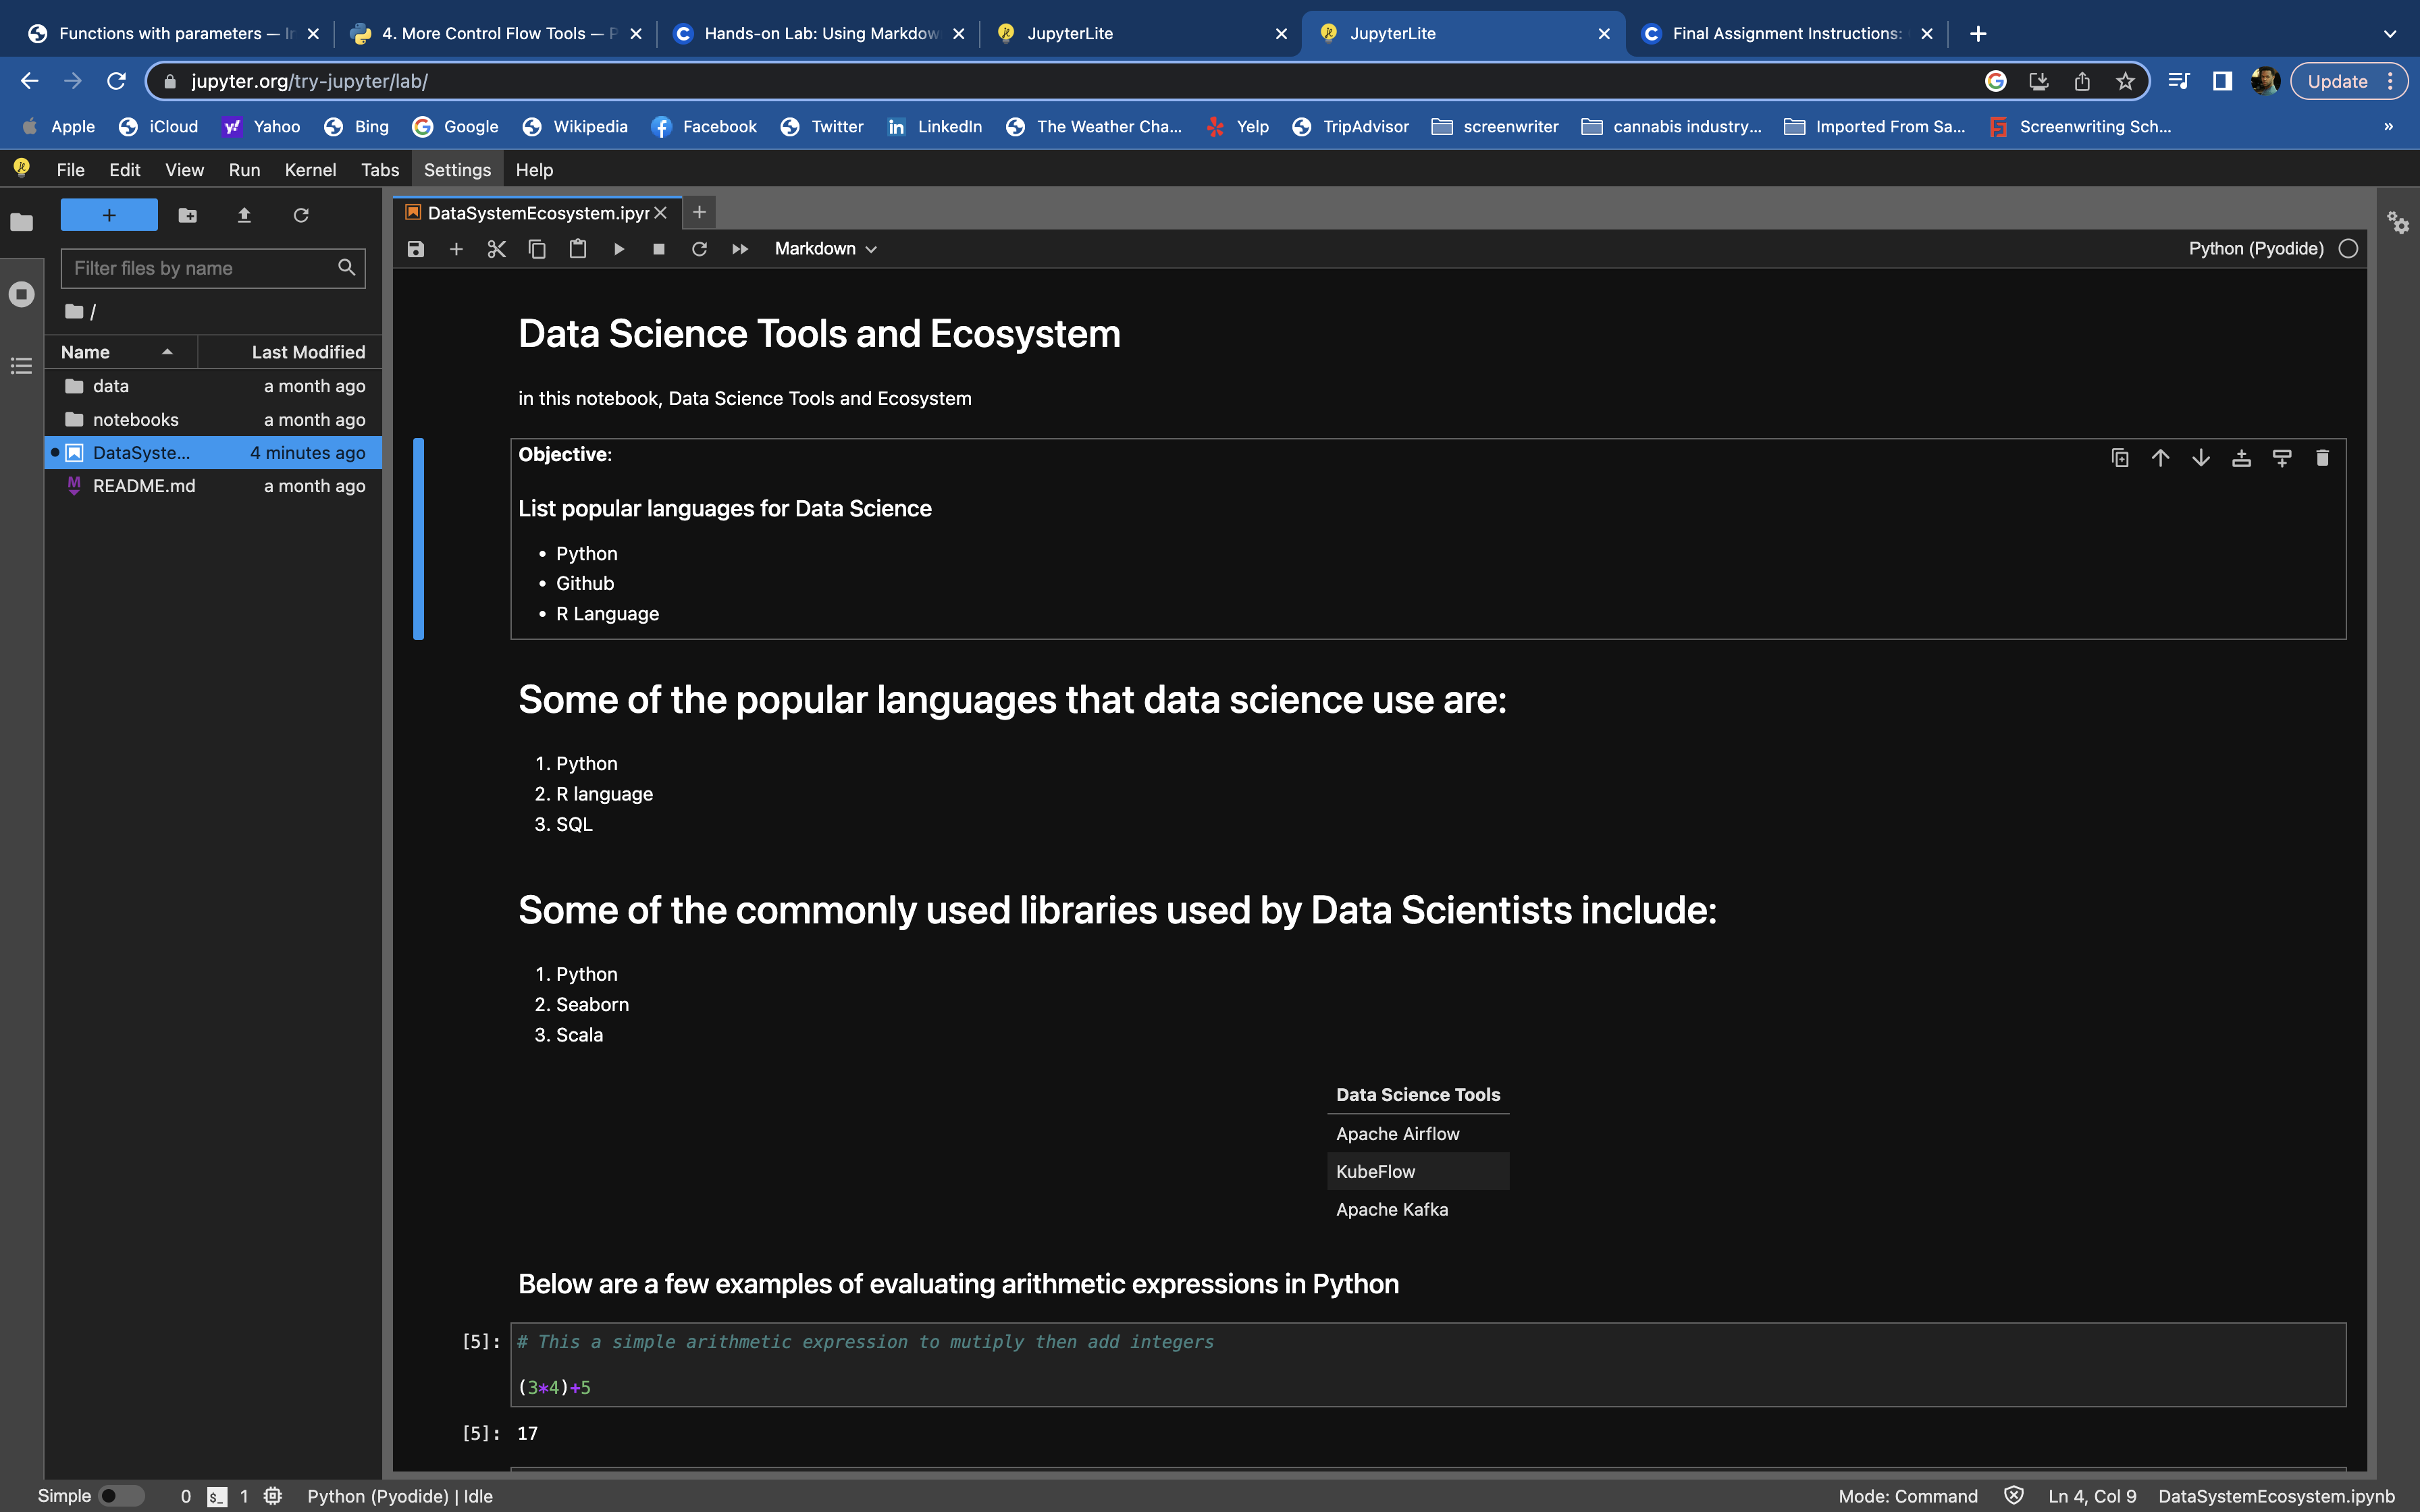 Functions with parameters — In
4. More Control Flow Tools — P
Hands-on Lab: Using Markdow
JupyterLite
JupyterLite
Final Assignment Instructions:
jupyter.org/try-jupyter/lab/
Update
Apple
iCloud
Yahoo
Bing
Google
Wikipedia
Facebook
Twitter
LinkedIn
The Weather Cha...
Yelp
TripAdvisor
screenwriter
cannabis industry...
Imported From Sa...
Screenwriting Sch...
»
File Edit View Run Kernel Tabs Settings Help
Filter files by name
/
Name Last Modified
data a month ago
notebooks a month ago
DataSyste... 4 minutes ago
README.md a month ago
DataSystemEcosystem.ipyn
Markdown
Python (Pyodide)
Data Science Tools and Ecosystem
in this notebook, Data Science Tools and Ecosystem
Objective:
List popular languages for Data Science
• Python
• Github
• R Language
Some of the popular languages that data science use are:
1. Python
2. R language
3. SQL
Some of the commonly used libraries used by Data Scientists include:
1. Python
2. Seaborn
3. Scala
Data Science Tools
Apache Airflow
KubeFlow
Apache Kafka
Below are a few examples of evaluating arithmetic expressions in Python
[5]: # This a simple arithmetic expression to mutiply then add integers
(3*4)+5
[5]: 17
Simple 0 $_ 1 Python (Pyodide) | Idle
Mode: Command Ln 4, Col 9 DataSystemEcosystem.ipynb